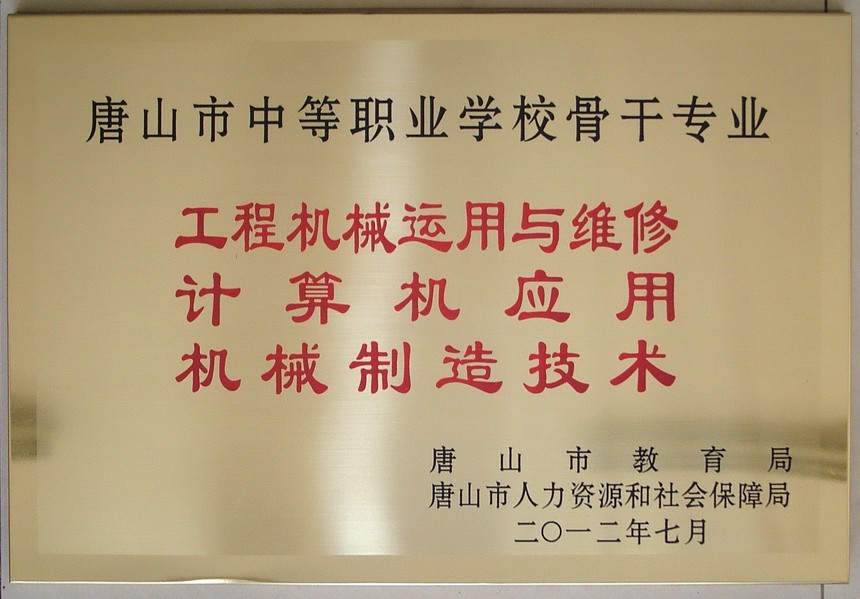 唐山市中等职业学校骨干专业
工程机械运用与维修
计算机应用
机械制造技术
唐山市教育局
唐山市人力资源和社会保障局
二〇一二年七月